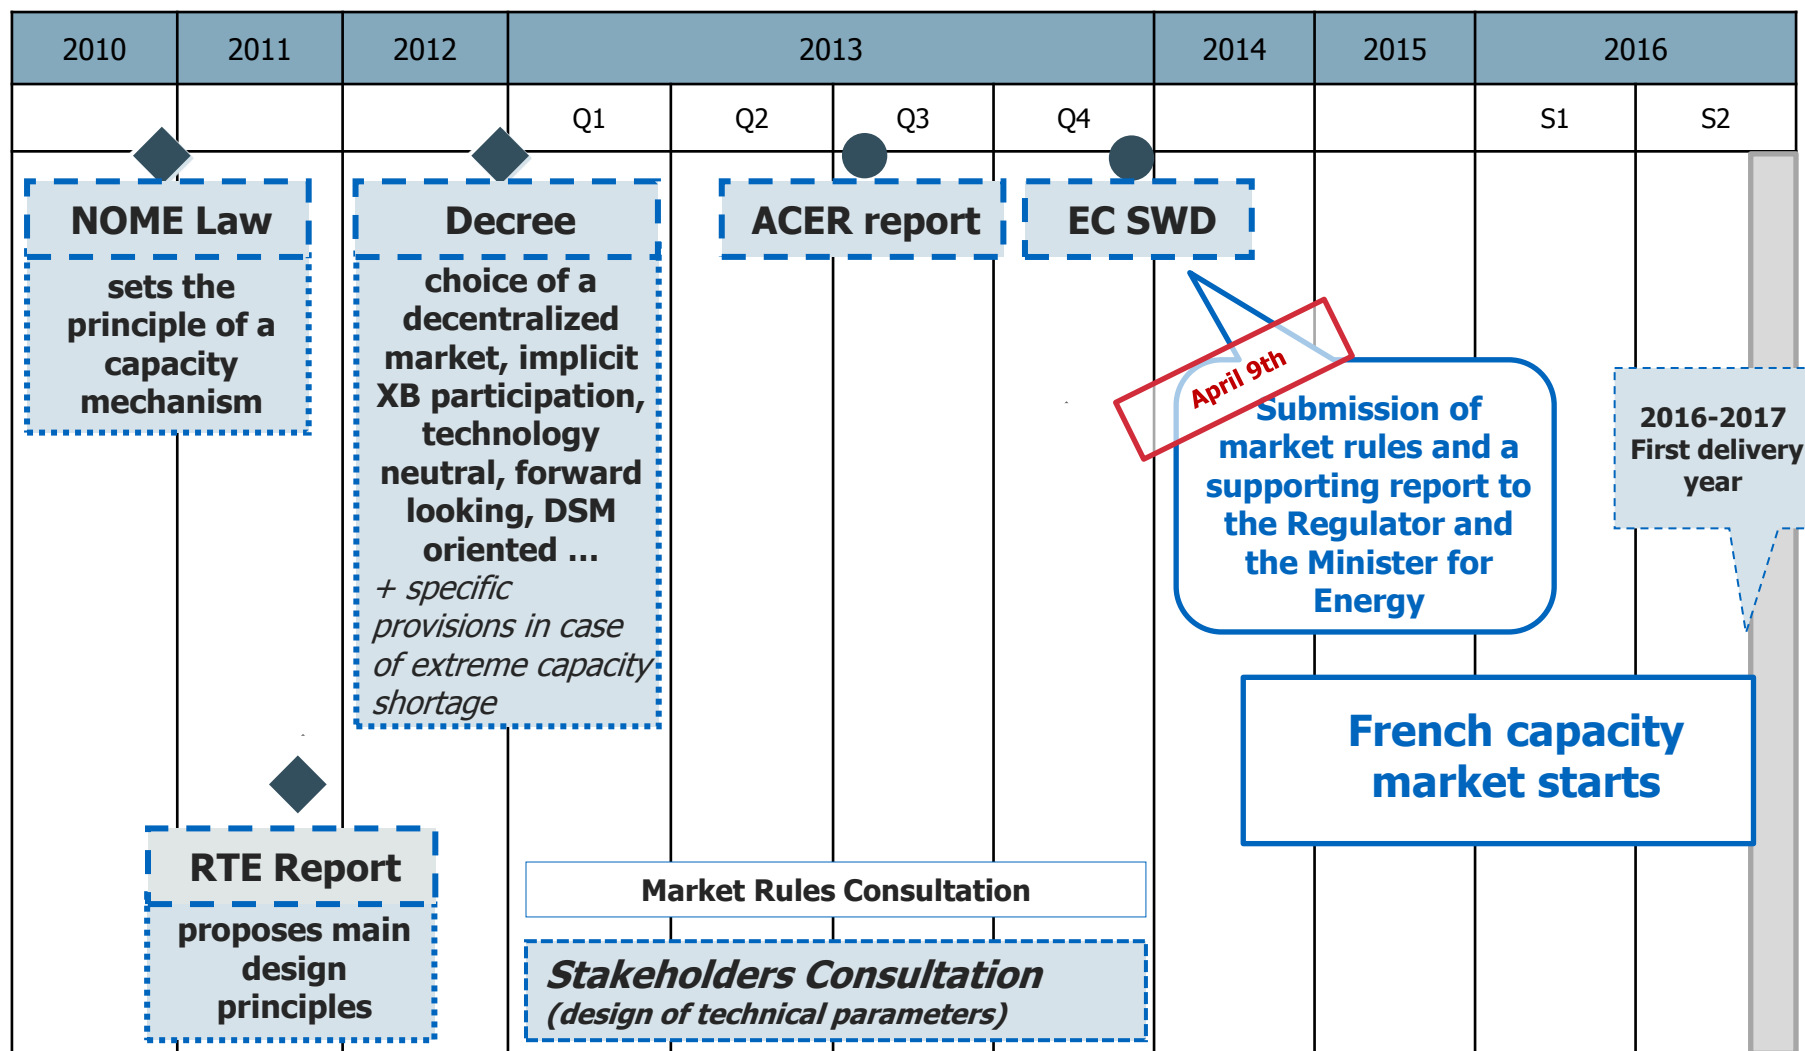 2010 2011 2012 2013 2014 2015 2016
Q1 Q2 Q3 Q4 S1 S2
NOME Law
sets the
principle of a
capacity
mechanism
Decree
choice of a
decentralized
market, implicit
XB participation,
technology
neutral, forward
looking, DSM
oriented ...
+ specific
provisions in case
of extreme capacity
shortage
ACER report
EC SWD
April 9th
Submission of
market rules and a
supporting report to
the Regulator and
the Minister for
Energy
2016-2017
First delivery
year
French capacity
market starts
RTE Report
proposes main
design
principles
Market Rules Consultation
Stakeholders Consultation
(design of technical parameters)